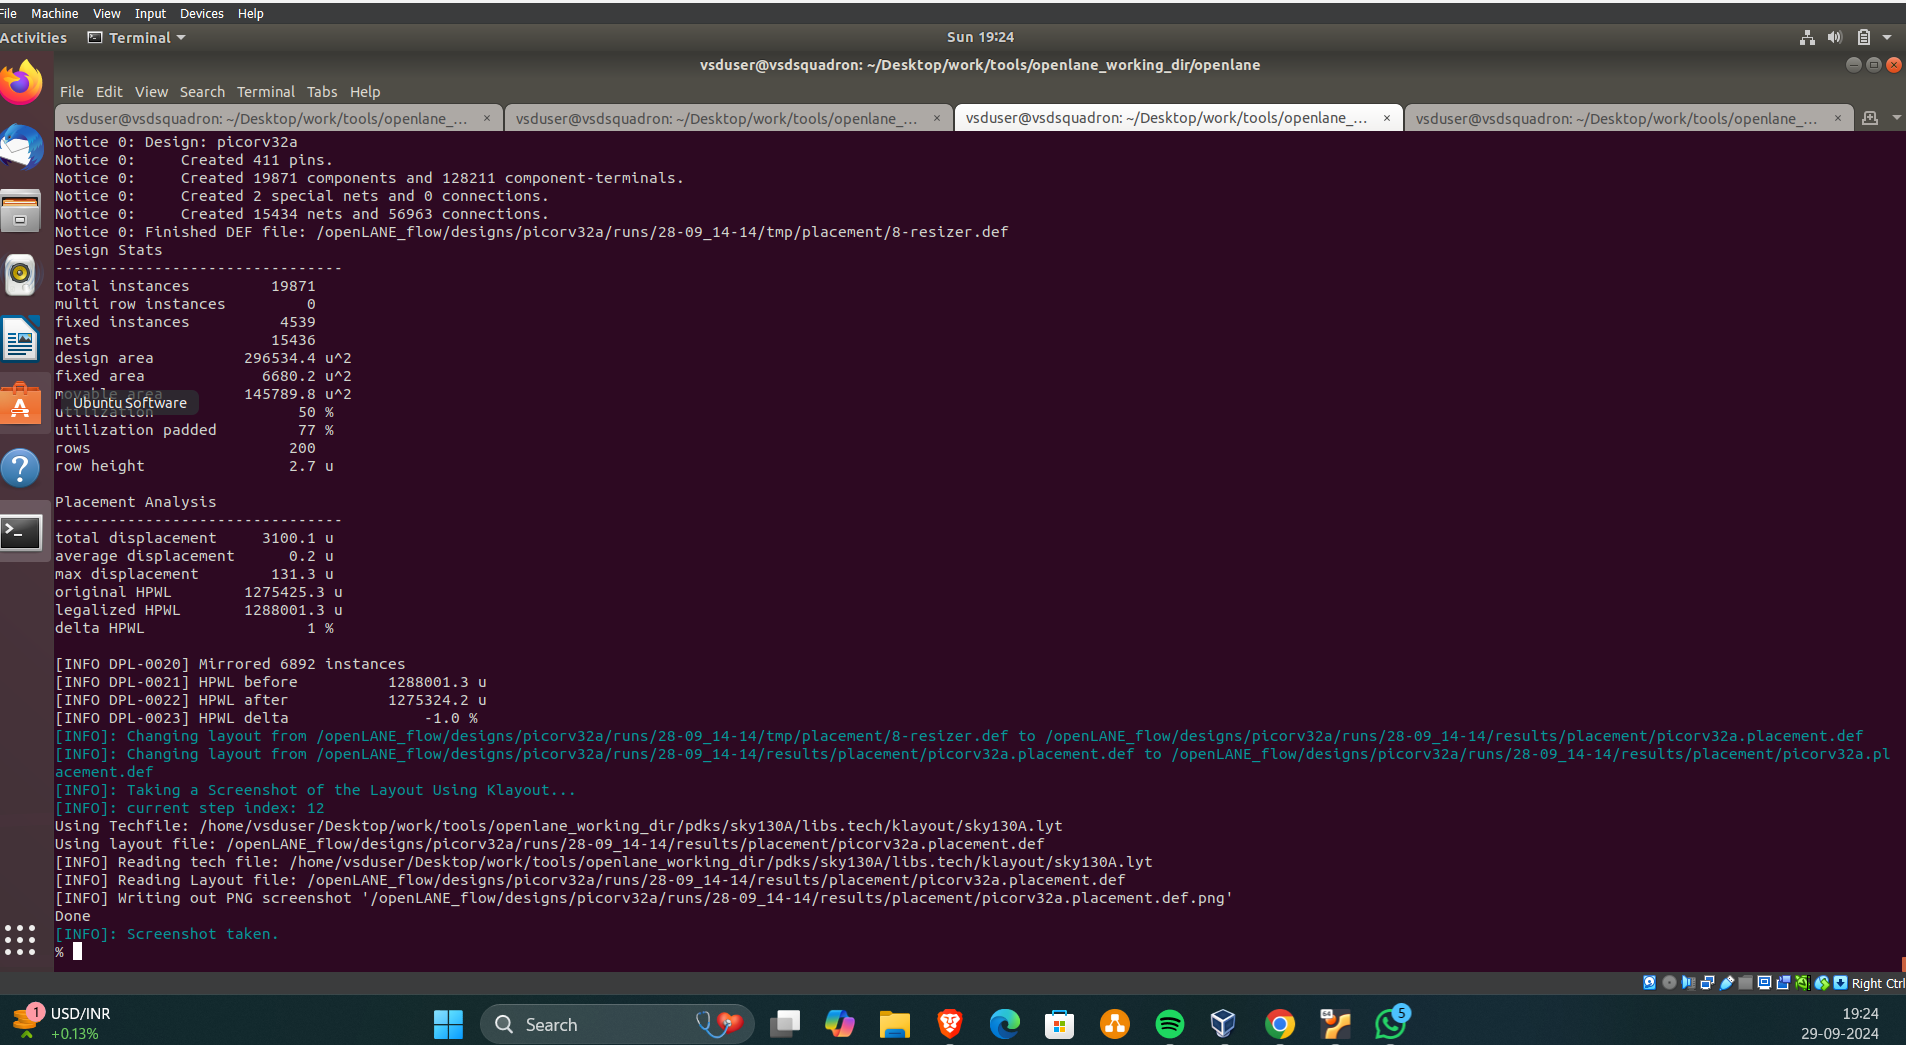 File Machine View Input Devices Help
Activities Terminal Sun 19:24
vsduser@vsdsquadron: ~/Desktop/work/tools/openlane_working_dir/openlane
File Edit View Search Terminal Tabs Help
vsduser@vsdsquadron: ~/Desktop/work/tools/openlane_... × vsduser@vsdsquadron: ~/Desktop/work/tools/openlane_... × vsduser@vsdsquadron: ~/Desktop/work/tools/openlane_... × vsduser@vsdsquadron: ~/Desktop/work/tools/openlane_... ×
Notice 0: Design: picorv32a
Notice 0:     Created 411 pins.
Notice 0:     Created 19871 components and 128211 component-terminals.
Notice 0:     Created 2 special nets and 0 connections.
Notice 0:     Created 15434 nets and 56963 connections.
Notice 0: Finished DEF file: /openLANE_flow/designs/picorv32a/runs/28-09_14-14/tmp/placement/8-resizer.def
Design Stats
--------------------------------
total instances         19871
multi row instances         0
fixed instances          4539
nets                    15436
design area          296534.4 u^2
fixed area             6680.2 u^2
movable area         145789.8 u^2
Ubuntu Software
utilization                50 %
utilization padded         77 %
rows                      200
row height                2.7 u
Placement Analysis
--------------------------------
total displacement     3100.1 u
average displacement      0.2 u
max displacement        131.3 u
original HPWL        1275425.3 u
legalized HPWL       1288001.3 u
delta HPWL                  1 %
[INFO DPL-0020] Mirrored 6892 instances
[INFO DPL-0021] HPWL before          1288001.3 u
[INFO DPL-0022] HPWL after           1275324.2 u
[INFO DPL-0023] HPWL delta               -1.0 %
[INFO]: Changing layout from /openLANE_flow/designs/picorv32a/runs/28-09_14-14/tmp/placement/8-resizer.def to /openLANE_flow/designs/picorv32a/runs/28-09_14-14/results/placement/picorv32a.placement.def
[INFO]: Changing layout from /openLANE_flow/designs/picorv32a/runs/28-09_14-14/results/placement/picorv32a.placement.def to /openLANE_flow/designs/picorv32a/runs/28-09_14-14/results/placement/picorv32a.pl
acement.def
[INFO]: Taking a Screenshot of the Layout Using Klayout...
[INFO]: current step index: 12
Using Techfile: /home/vsduser/Desktop/work/tools/openlane_working_dir/pdks/sky130A/libs.tech/klayout/sky130A.lyt
Using layout file: /openLANE_flow/designs/picorv32a/runs/28-09_14-14/results/placement/picorv32a.placement.def
[INFO] Reading tech file: /home/vsduser/Desktop/work/tools/openlane_working_dir/pdks/sky130A/libs.tech/klayout/sky130A.lyt
[INFO] Reading Layout file: /openLANE_flow/designs/picorv32a/runs/28-09_14-14/results/placement/picorv32a.placement.def
[INFO] Writing out PNG screenshot '/openLANE_flow/designs/picorv32a/runs/28-09_14-14/results/placement/picorv32a.placement.def.png'
Done
[INFO]: Screenshot taken.
%
Right Ctrl
1 USD/INR
+0.13%
Search
64
5
19:24
29-09-2024